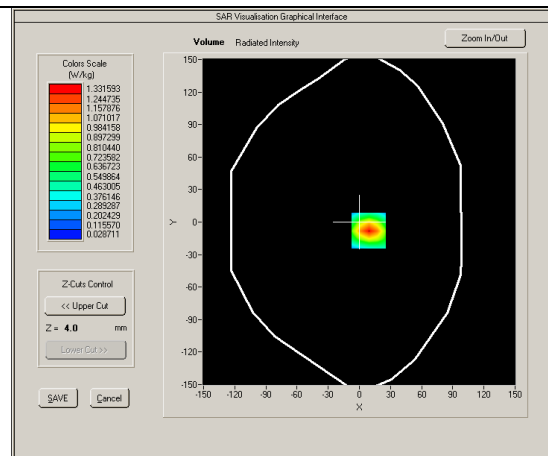 SAR Visualisation Graphical Interface
Volume Radiated Intensity
Zoom In/Out
Colors Scale
(W/kg)
1.331593
1.244735
1.157876
1.071017
0.984158
0.897299
0.810440
0.723582
0.636723
0.549864
0.463005
0.376146
0.289287
0.202429
0.115570
0.028711
Z-Cuts Control
<< Upper Cut
Z = 4.0 mm
Lower Cut >>
SAVE Cancel
150
120
90
60
30
0
-30
-60
-90
-120
-150
Y
-150 -120 -90 -60 -30 0 30 60 90 120 150
X